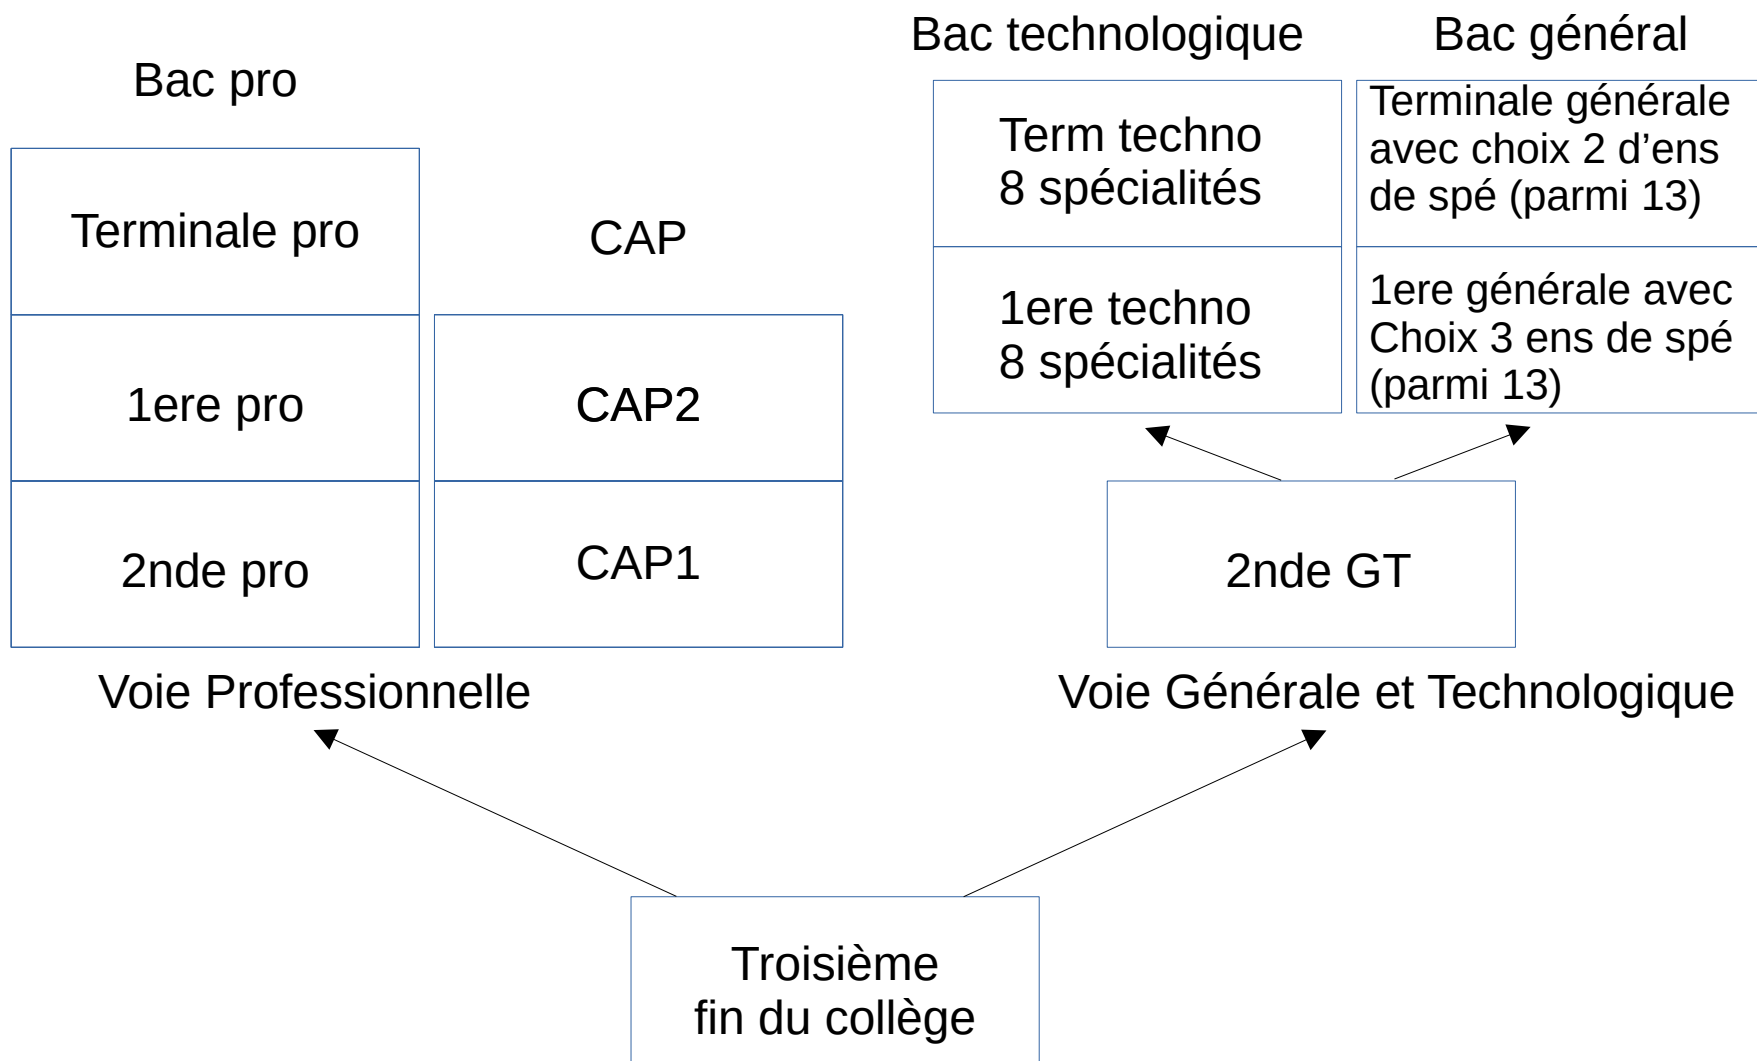 Bac technologique
Bac général
Bac pro
Terminale générale
avec choix 2 d’ens
de spé (parmi 13)
Term techno
8 spécialités
Terminale pro
CAP
1ere générale avec
Choix 3 ens de spé
(parmi 13)
1ere techno
8 spécialités
1ere pro
CAP2
2nde pro
CAP1
2nde GT
Voie Professionnelle
Voie Générale et Technologique
Troisième
fin du collège